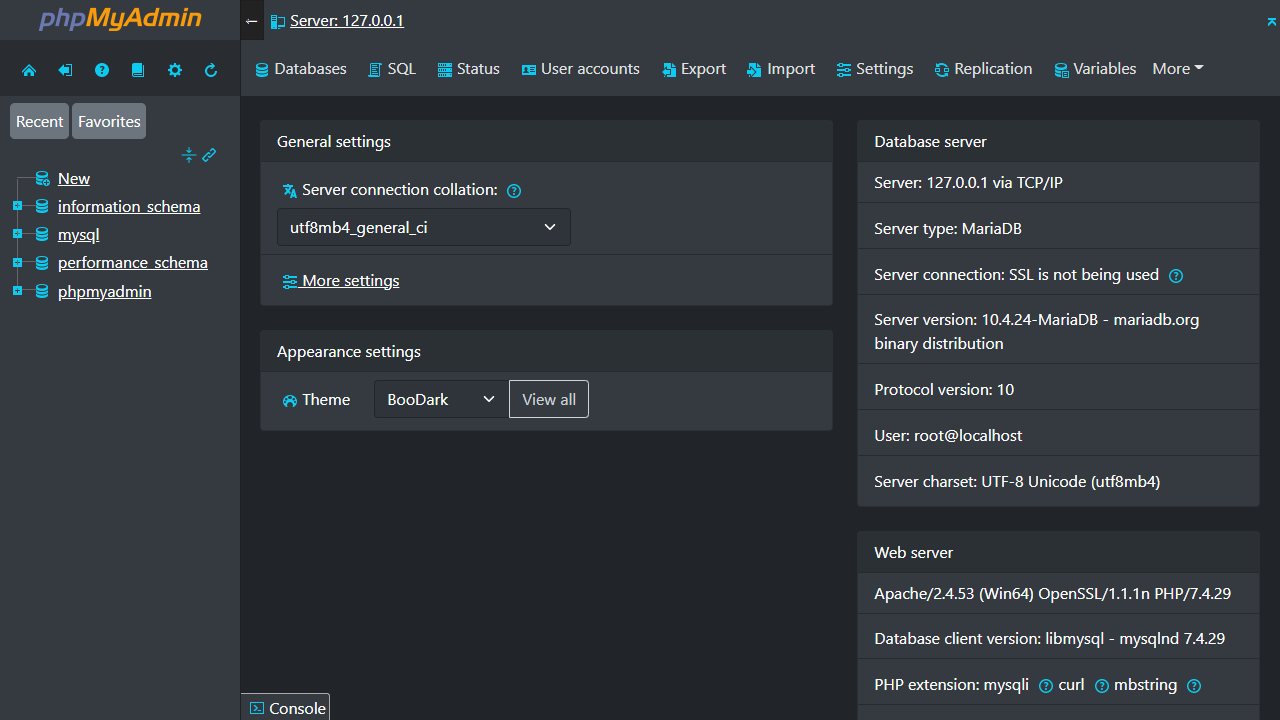 phpMyAdmin
Recent Favorites
New
information_schema
mysql
performance_schema
phpmyadmin
Server: 127.0.0.1
Databases SQL Status User accounts Export Import Settings Replication Variables More
General settings
Server connection collation:
utf8mb4_general_ci
More settings
Appearance settings
Theme BooDark View all
Database server
Server: 127.0.0.1 via TCP/IP
Server type: MariaDB
Server connection: SSL is not being used
Server version: 10.4.24-MariaDB - mariadb.org
binary distribution
Protocol version: 10
User: root@localhost
Server charset: UTF-8 Unicode (utf8mb4)
Web server
Apache/2.4.53 (Win64) OpenSSL/1.1.1n PHP/7.4.29
Database client version: libmysql - mysqlnd 7.4.29
PHP extension: mysqli curl mbstring
Console